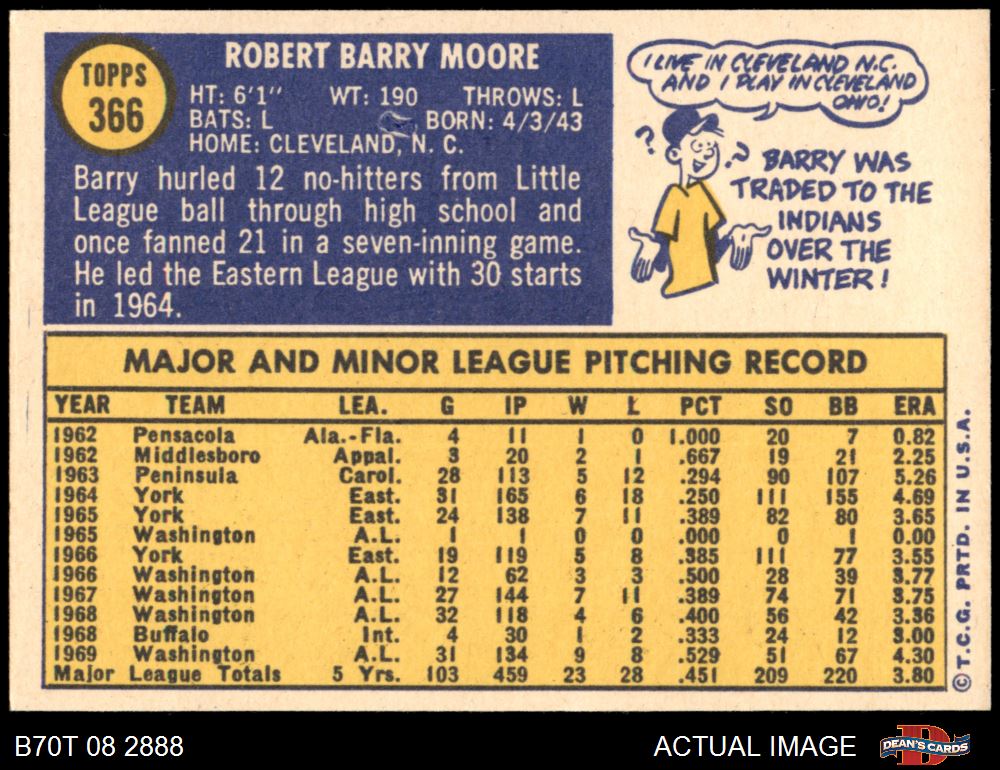 TOPPS
366
ROBERT BARRY MOORE
HT: 6'1" WT: 190 THROWS: L
BATS: L BORN: 4/3/43
HOME: CLEVELAND, N. C.
Barry hurled 12 no-hitters from Little
League ball through high school and
once fanned 21 in a seven-inning game.
He led the Eastern League with 30 starts
in 1964.
I LIVE IN CLEVELAND N.C.
AND I PLAY IN CLEVELAND
OHIO!
? ?
BARRY WAS
TRADED TO THE
INDIANS
OVER THE
WINTER!
MAJOR AND MINOR LEAGUE PITCHING RECORD
YEAR TEAM LEA. G IP W L PCT SO BB ERA
1962 Pensacola Ala.-Fla. 4 11 1 0 1.000 20 7 0.82
1962 Middlesboro Appal. 3 20 2 1 .667 19 21 2.25
1963 Peninsula Carol. 28 113 5 12 .294 90 107 5.26
1964 York East. 31 165 6 18 .250 111 155 4.69
1965 York East. 24 138 7 11 .389 82 80 3.65
1965 Washington A.L. 1 1 0 0 .000 0 1 0.00
1966 York East. 19 119 5 8 .385 111 77 3.55
1966 Washington A.L. 12 62 3 3 .500 28 39 3.77
1967 Washington A.L. 27 144 7 11 .389 74 71 3.75
1968 Washington A.L. 32 118 4 6 .400 56 42 3.36
1968 Buffalo Int. 4 30 1 2 .333 24 12 3.00
1969 Washington A.L. 31 134 9 8 .529 51 67 4.30
Major League Totals 5 Yrs. 103 459 23 28 .451 209 220 3.80
©T.C.G. PRTD. IN U.S.A.
B70T 08 2888
ACTUAL IMAGE
D
DEAN'S CARDS